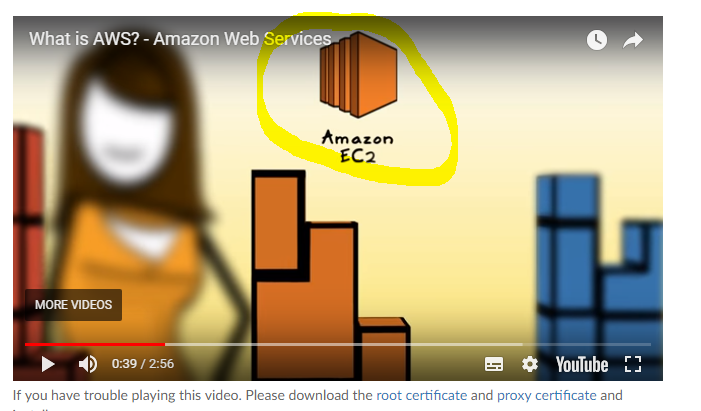 What is AWS? - Amazon Web Services
Amazon
EC2
MORE VIDEOS
0:39 / 2:56
YouTube
If you have trouble playing this video. Please download the root certificate and proxy certificate and